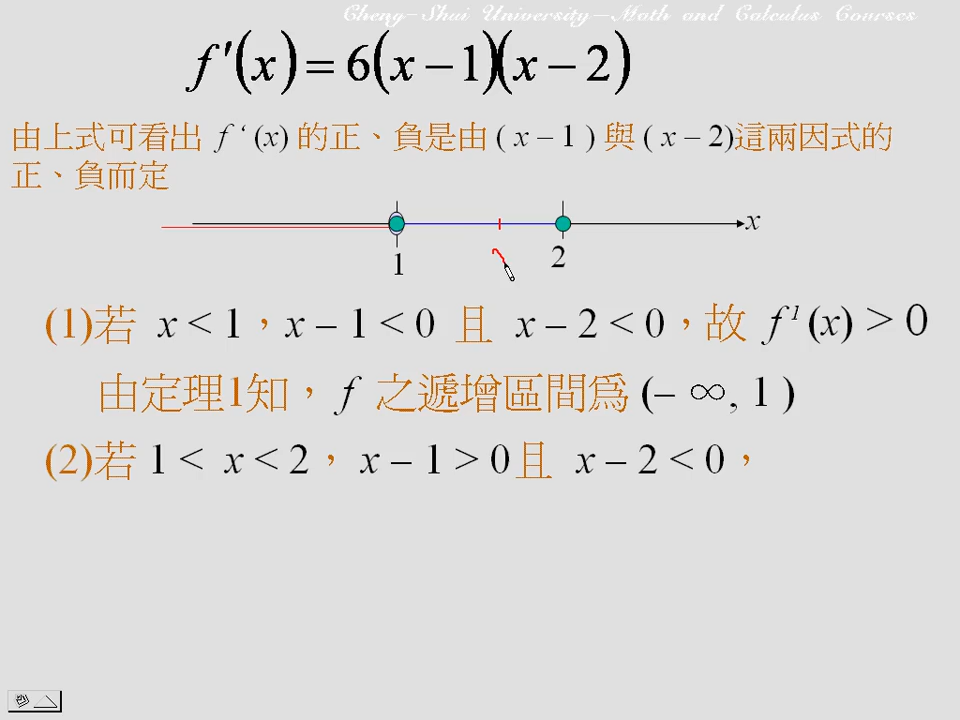 Cheng-Shui University-Math and Calculus Courses
f'(x)=6(x-1)(x-2)
由上式可看出 f‘(x) 的正、負是由 ( x – 1 ) 與 ( x – 2)這兩因式的
正、負而定
x
1 2
(1)若 x < 1，x – 1 < 0 且 x – 2 < 0，故 f¹(x) > 0
由定理1知，f 之遞增區間爲 (– ∞, 1 )
(2)若 1 < x < 2， x – 1 > 0 且 x – 2 < 0，